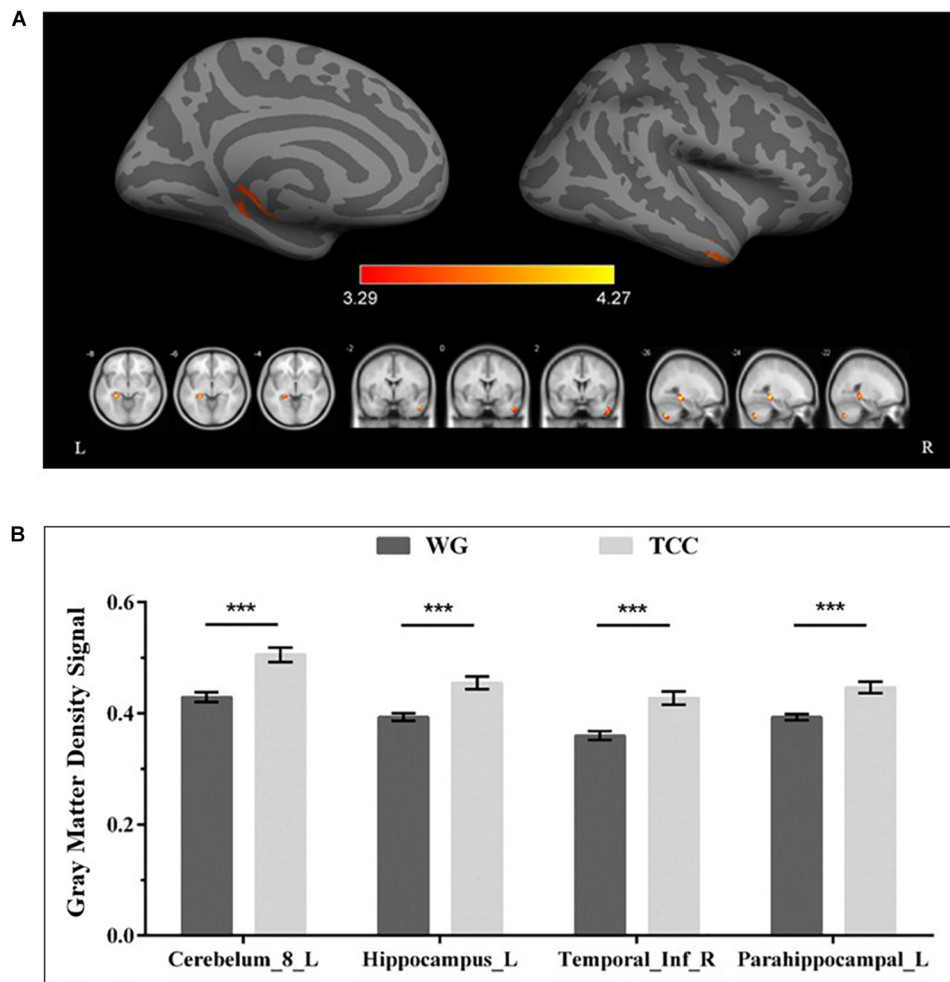 A
3.29 4.27
-8 -6 -4 -2 0 2 -26 -24 -22
L R
B
WG TCC
Gray Matter Density Signal
0.6
0.4
0.2
0.0
*** *** *** ***
Cerebelum_8_L Hippocampus_L Temporal_Inf_R Parahippocampal_L